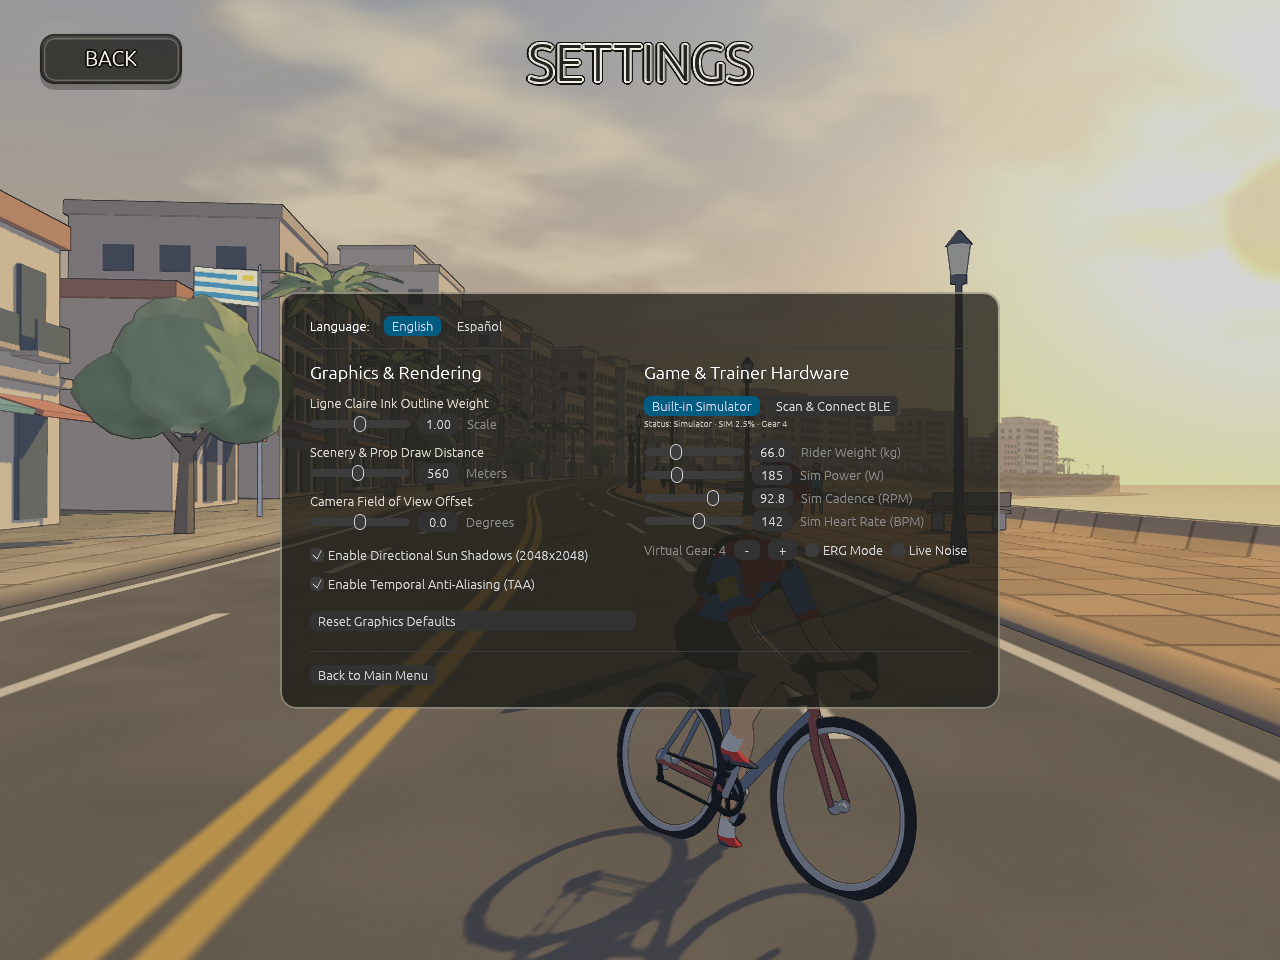 BACK
SETTINGS
Language: English Español
Graphics & Rendering
Ligne Claire Ink Outline Weight
1.00 Scale
Scenery & Prop Draw Distance
560 Meters
Camera Field of View Offset
0.0 Degrees
Enable Directional Sun Shadows (2048x2048)
Enable Temporal Anti-Aliasing (TAA)
Reset Graphics Defaults
Game & Trainer Hardware
Built-in Simulator Scan & Connect BLE
Status: Simulator · SIM 2.5% · Gear 4
66.0 Rider Weight (kg)
185 Sim Power (W)
92.8 Sim Cadence (RPM)
142 Sim Heart Rate (BPM)
Virtual Gear: 4 - + ERG Mode Live Noise
Back to Main Menu